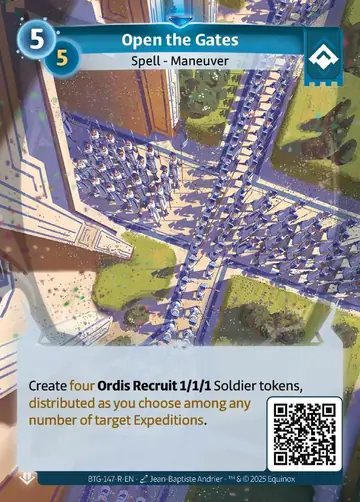 5
5
Open the Gates
Spell - Maneuver
Create four Ordis Recruit 1/1/1 Soldier tokens,
distributed as you choose among any
number of target Expeditions.
BTG-147-R-EN - Jean-Baptiste Andrier - ™ & © 2025 Equinox